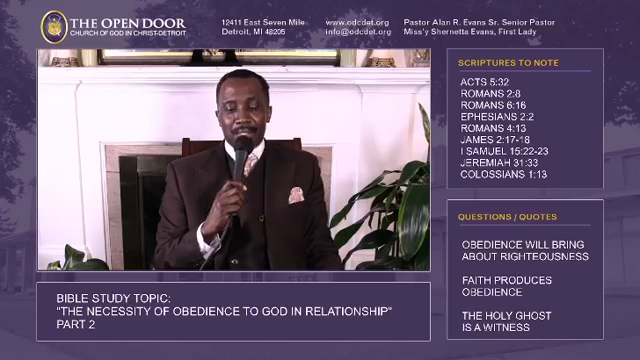 THE OPEN DOOR
CHURCH OF GOD IN CHRIST-DETROIT
12411 East Seven Mile
Detroit, MI 48205
www.odcdet.org
info@odcdet.org
Pastor Alan R. Evans Sr. Senior Pastor
Miss'y Shernetta Evans, First Lady
SCRIPTURES TO NOTE
ACTS 5:32
ROMANS 2:8
ROMANS 6:16
EPHESIANS 2:2
ROMANS 4:13
JAMES 2:17-18
I SAMUEL 15:22-23
JEREMIAH 31:33
COLOSSIANS 1:13
QUESTIONS / QUOTES
OBEDIENCE WILL BRING
ABOUT RIGHTEOUSNESS
FAITH PRODUCES
OBEDIENCE
THE HOLY GHOST
IS A WITNESS
BIBLE STUDY TOPIC:
"THE NECESSITY OF OBEDIENCE TO GOD IN RELATIONSHIP"
PART 2